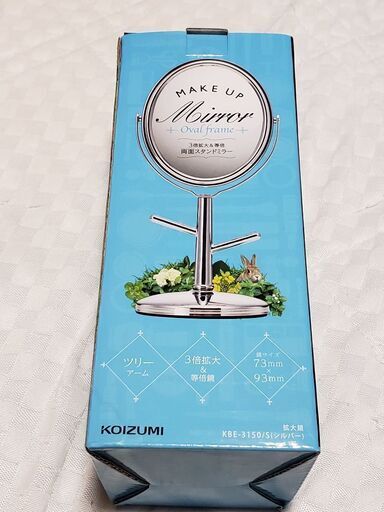 MAKE UP
Mirror
Oval frame
3倍拡大&等倍
両面スタンドミラー
ツリー
アーム
3倍拡大
&
等倍鏡
鏡サイズ
73mm
×
93mm
KOIZUMI
拡大鏡
KBE-3150/S(シルバー)